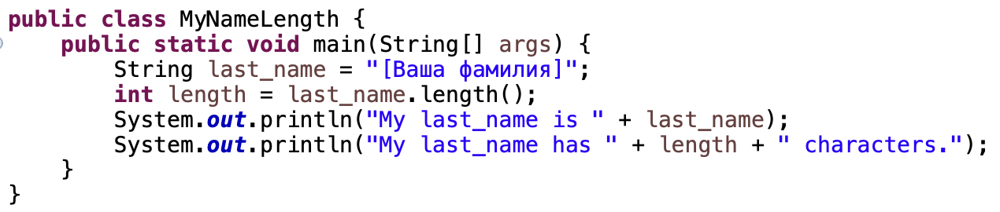 public class MyNameLength {
    public static void main(String[] args) {
        String last_name = "[Ваша фамилия]";
        int length = last_name.length();
        System.out.println("My last_name is " + last_name);
        System.out.println("My last_name has " + length + " characters.");
    }
}